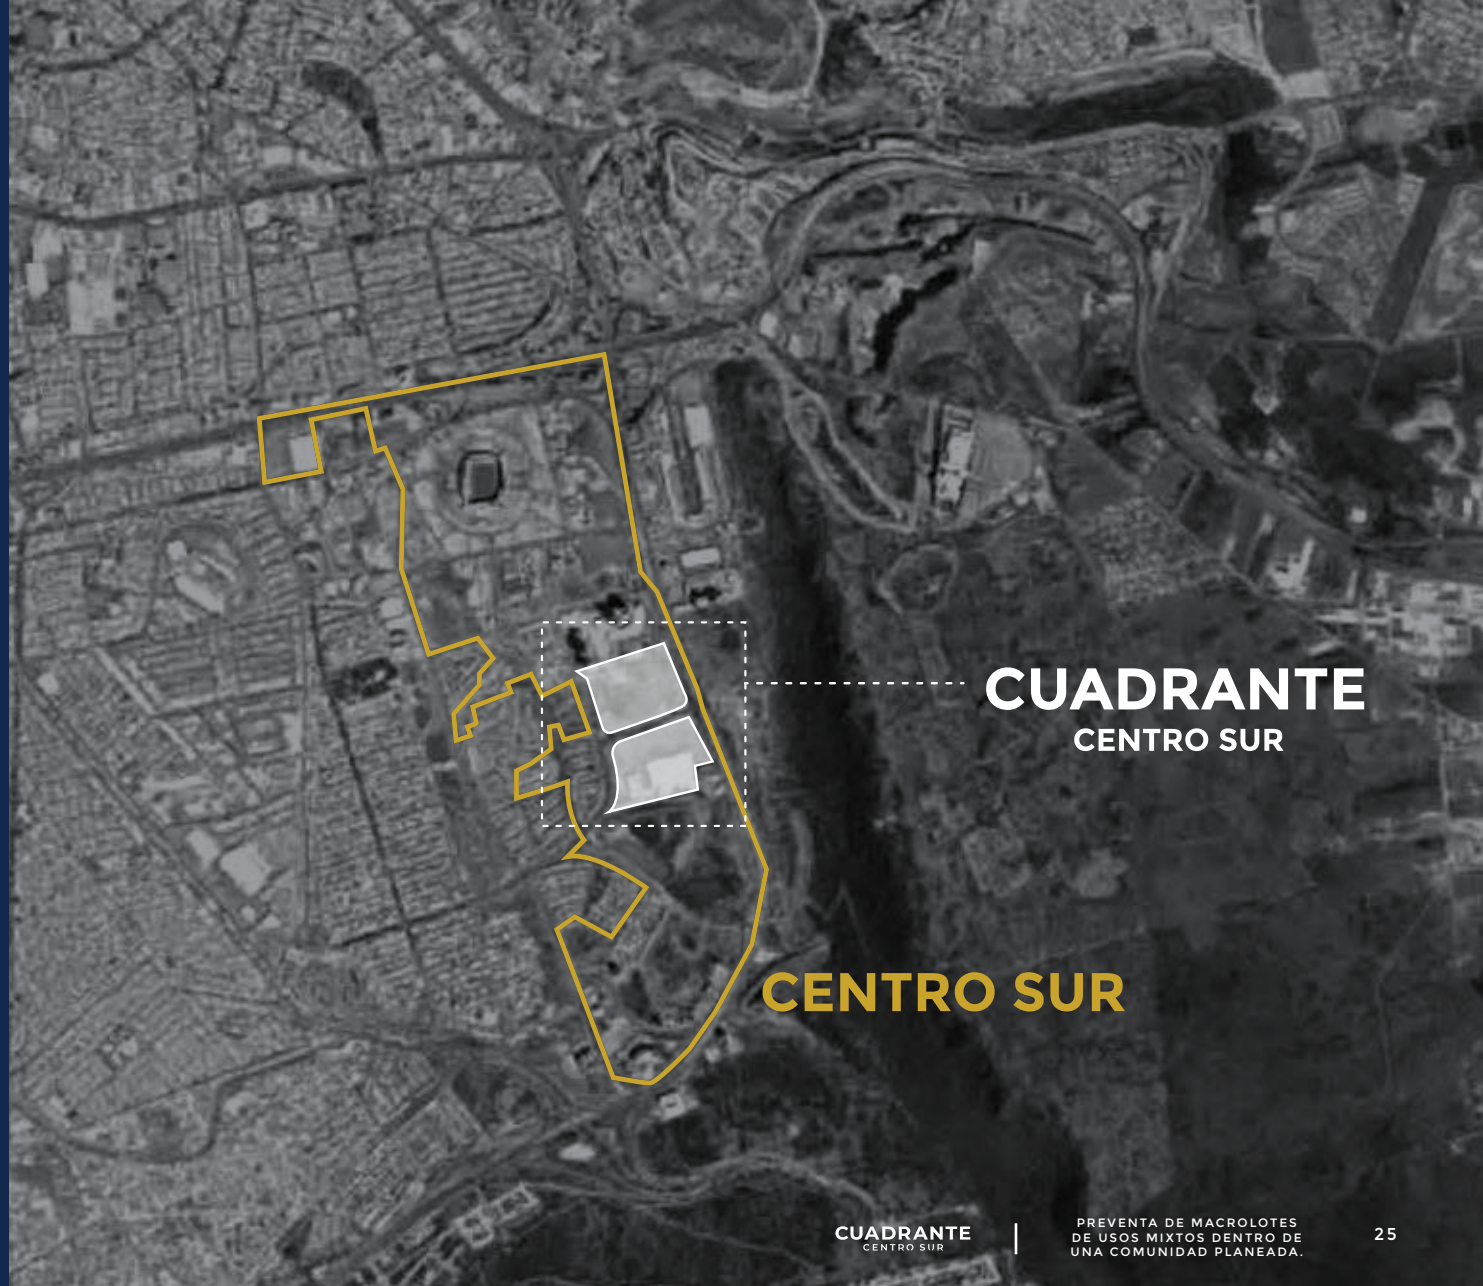 CUADRANTE
CENTRO SUR
CENTRO SUR
CUADRANTE
CENTRO SUR
PREVENTA DE MACROLOTES
DE USOS MIXTOS DENTRO DE
UNA COMUNIDAD PLANEADA.
25